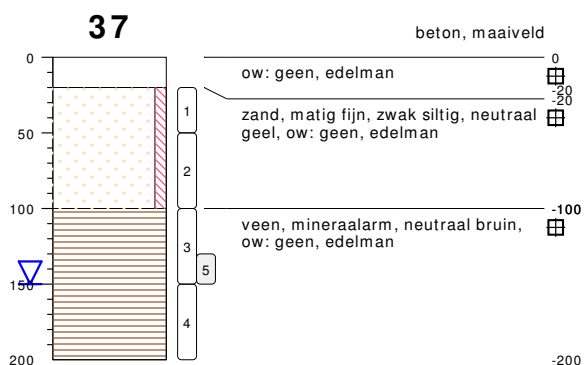 37
beton, maaiveld
0
0
ow: geen, edelman
-20
-20
1
zand, matig fijn, zwak siltig, neutraal
geel, ow: geen, edelman
50
2
100
-100
veen, mineraalarm, neutraal bruin,
ow: geen, edelman
3
5
150
4
200
-200